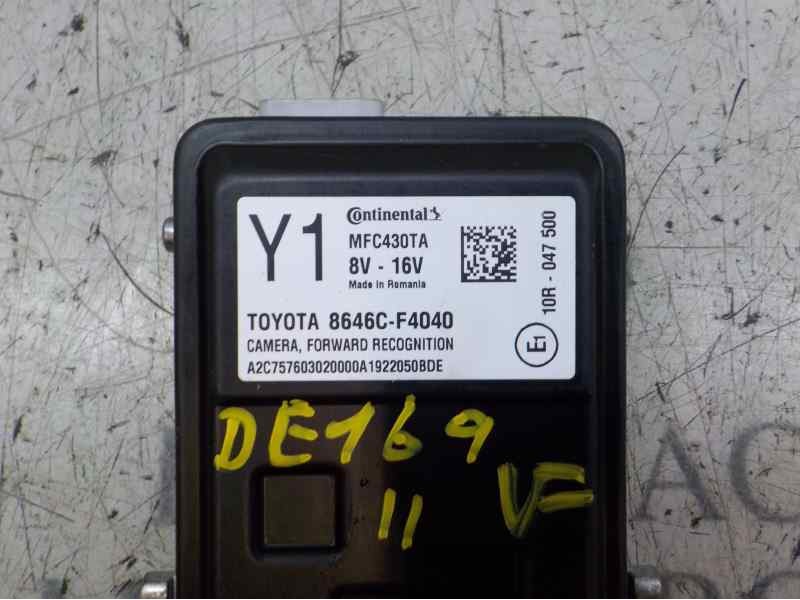 Y1
Continental
MFC430TA
8V - 16V
Made in Romania
TOYOTA 8646C-F4040
CAMERA, FORWARD RECOGNITION
A2C757603020000A1922050BDE
10R - 047 500
E1
DE169
11 VF